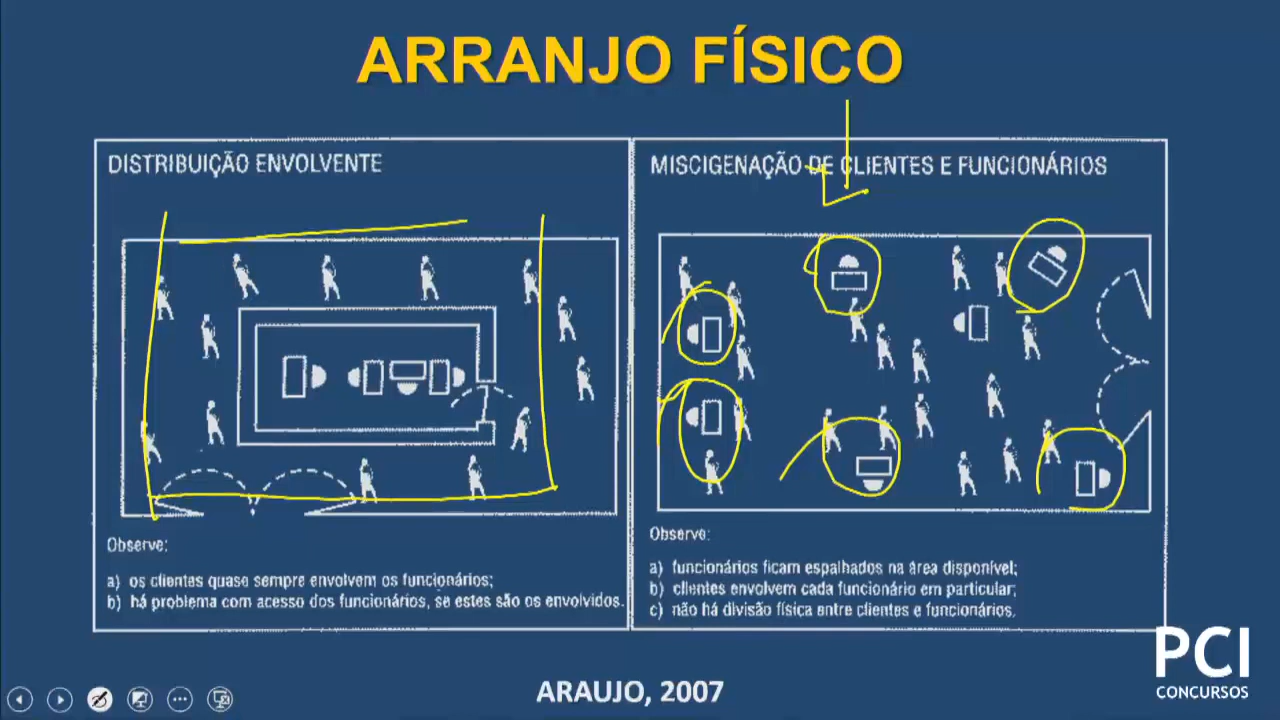 ARRANJO FÍSICO
DISTRIBUIÇÃO ENVOLVENTE
Observe:
a) os clientes quase sempre envolvem os funcionários;
b) há problema com acesso dos funcionários, se estes são os envolvidos.
MISCIGENAÇÃO DE CLIENTES E FUNCIONÁRIOS
Observe:
a) funcionários ficam espalhados na área disponível;
b) clientes envolvem cada funcionário em particular;
c) não há divisão física entre clientes e funcionários.
ARAUJO, 2007
PCI
CONCURSOS